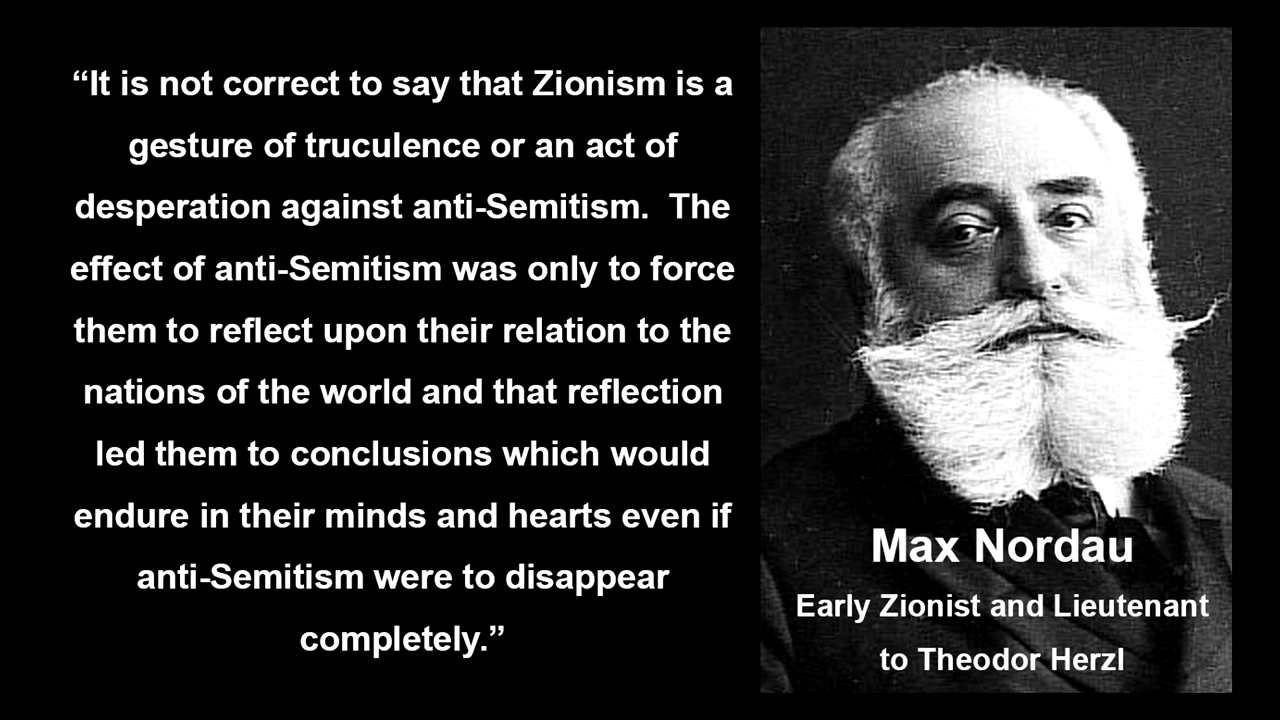 “It is not correct to say that Zionism is a
gesture of truculence or an act of
desperation against anti-Semitism.  The
effect of anti-Semitism was only to force
them to reflect upon their relation to the
nations of the world and that reflection
led them to conclusions which would
endure in their minds and hearts even if
anti-Semitism were to disappear
completely.”
Max Nordau
Early Zionist and Lieutenant
to Theodor Herzl